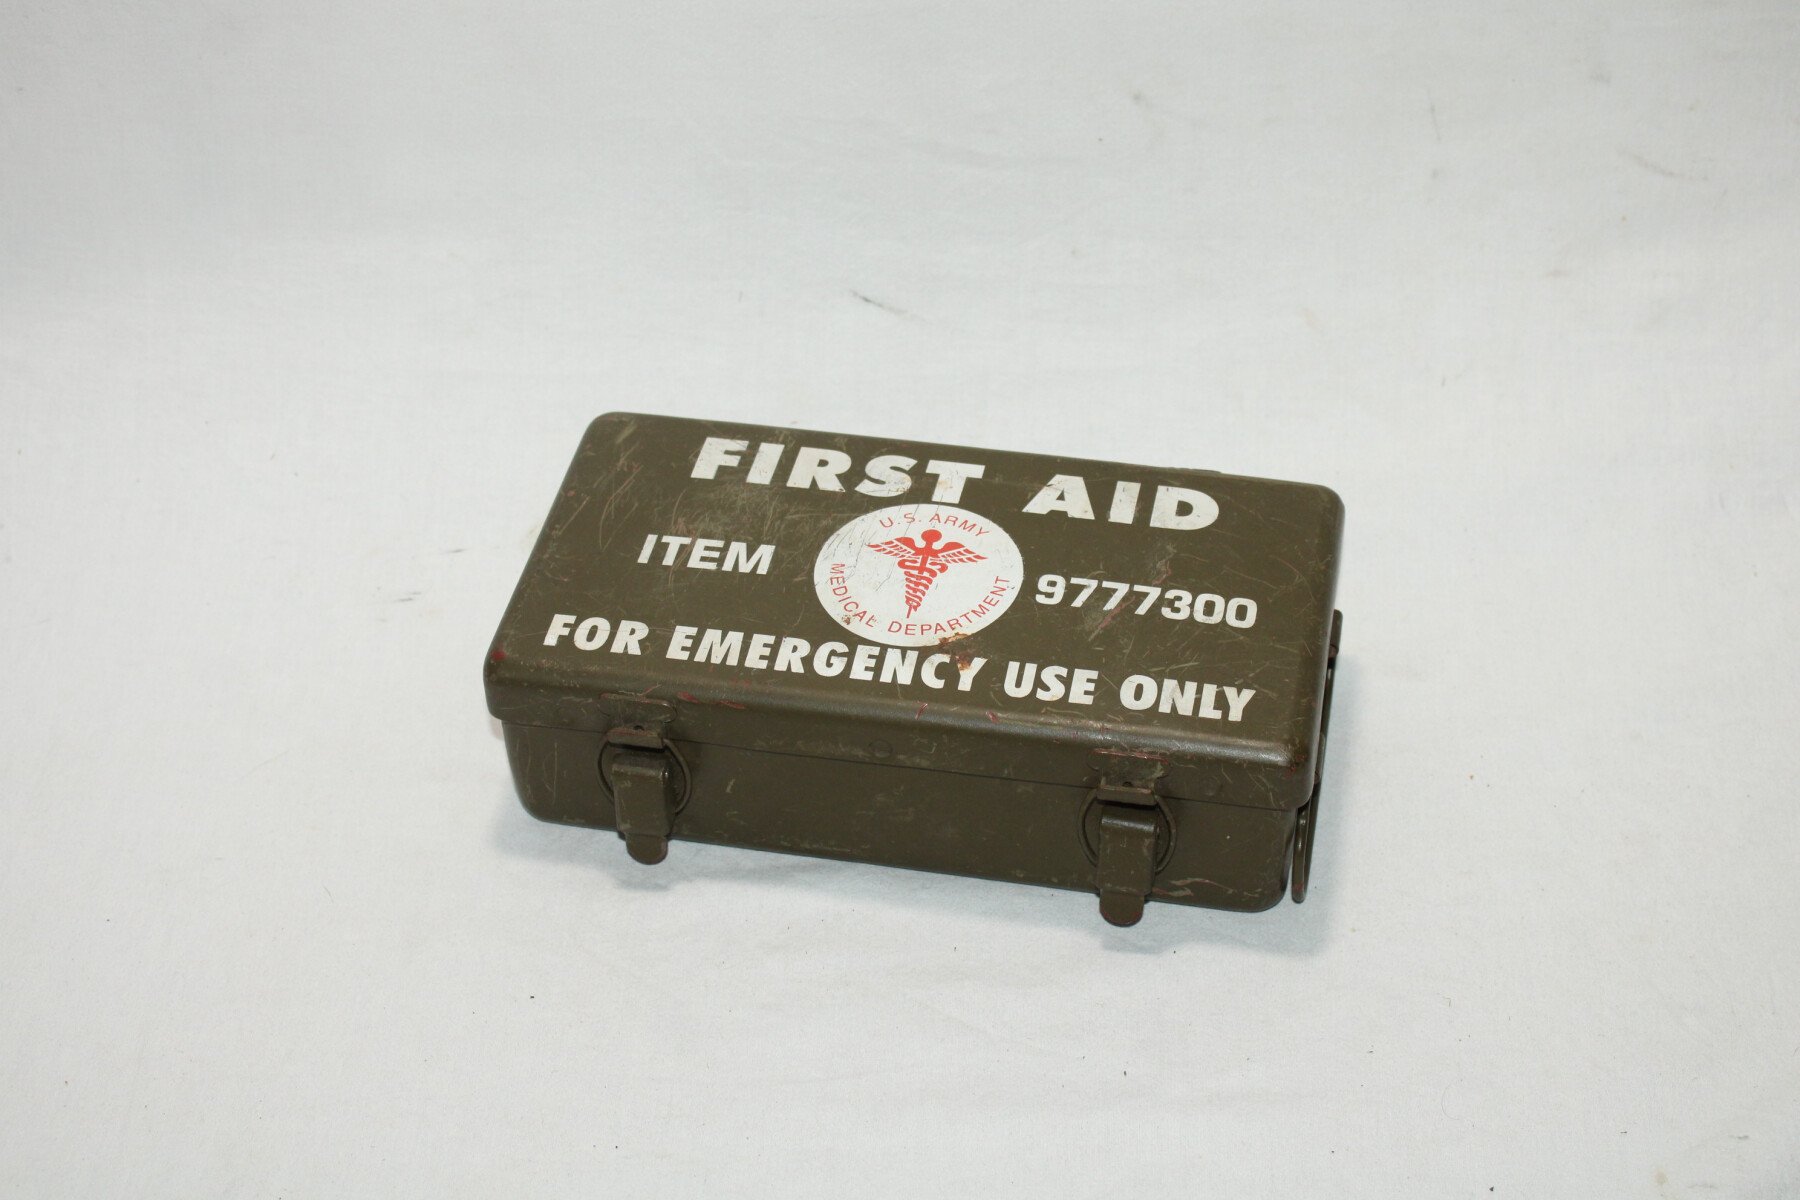 FIRST AID
U.S. ARMY
ITEM 9777300
MEDICAL DEPARTMENT
FOR EMERGENCY USE ONLY